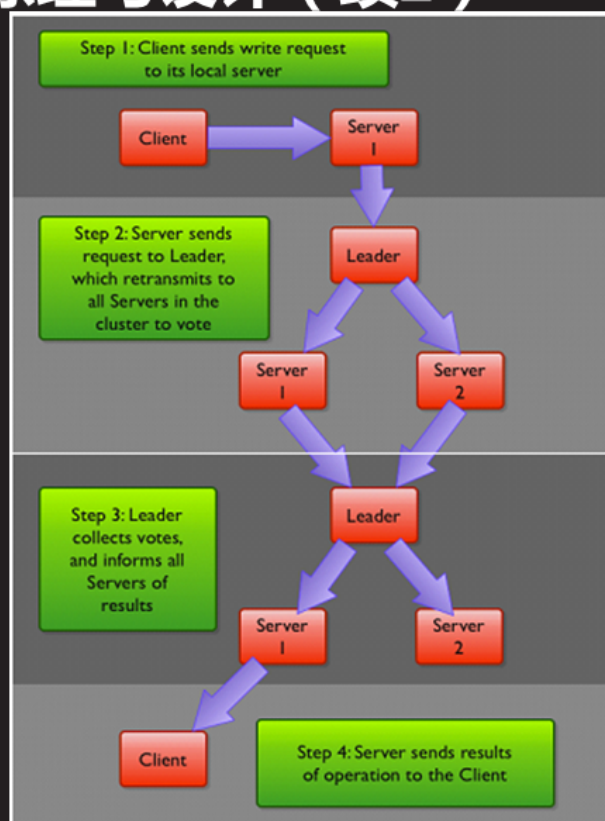 Step 1: Client sends write request
to its local server
Client
Server
1
Step 2: Server sends
request to Leader,
which retransmits to
all Servers in the
cluster to vote
Leader
Server
1
Server
2
Step 3: Leader
collects votes,
and informs all
Servers of
results
Leader
Server
1
Server
2
Client
Step 4: Server sends results
of operation to the Client